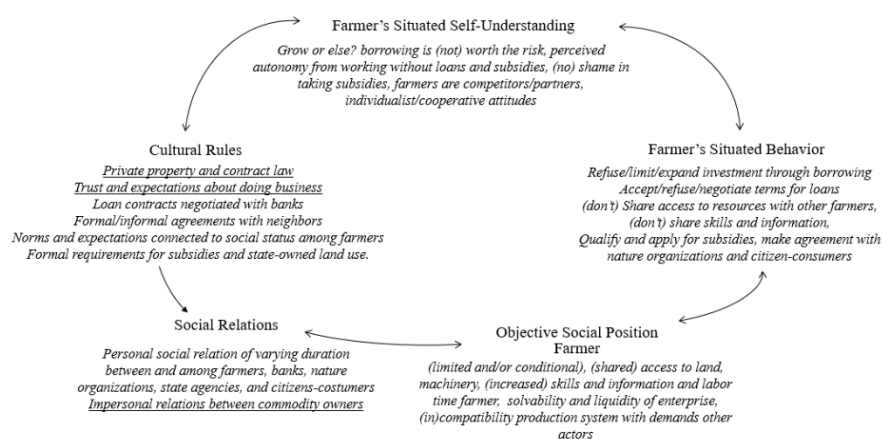 Farmer's Situated Self-Understanding
Grow or else? borrowing is (not) worth the risk, perceived
autonomy from working without loans and subsidies, (no) shame in
taking subsidies, farmers are competitors/partners,
individualist/cooperative attitudes
Cultural Rules
Private property and contract law
Trust and expectations about doing business
Loan contracts negotiated with banks
Formal/informal agreements with neighbors
Norms and expectations connected to social status among farmers
Formal requirements for subsidies and state-owned land use.
Farmer's Situated Behavior
Refuse/limit/expand investment through borrowing
Accept/refuse/negotiate terms for loans
(don't) Share access to resources with other farmers,
(don't) share skills and information,
Qualify and apply for subsidies, make agreement with
nature organizations and citizen-consumers
Social Relations
Personal social relation of varying duration
between and among farmers, banks, nature
organizations, state agencies, and citizens-costumers
Impersonal relations between commodity owners
Objective Social Position
Farmer
(limited and/or conditional), (shared) access to land,
machinery, (increased) skills and information and labor
time farmer, solvability and liquidity of enterprise,
(in)compatibility production system with demands other
actors